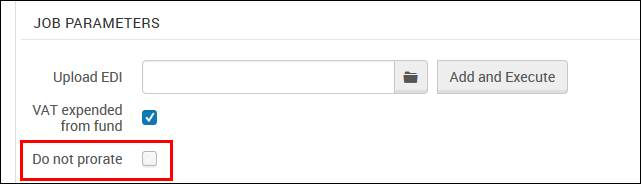 JOB PARAMETERS
Upload EDI
Add and Execute
VAT expended
from fund
Do not prorate